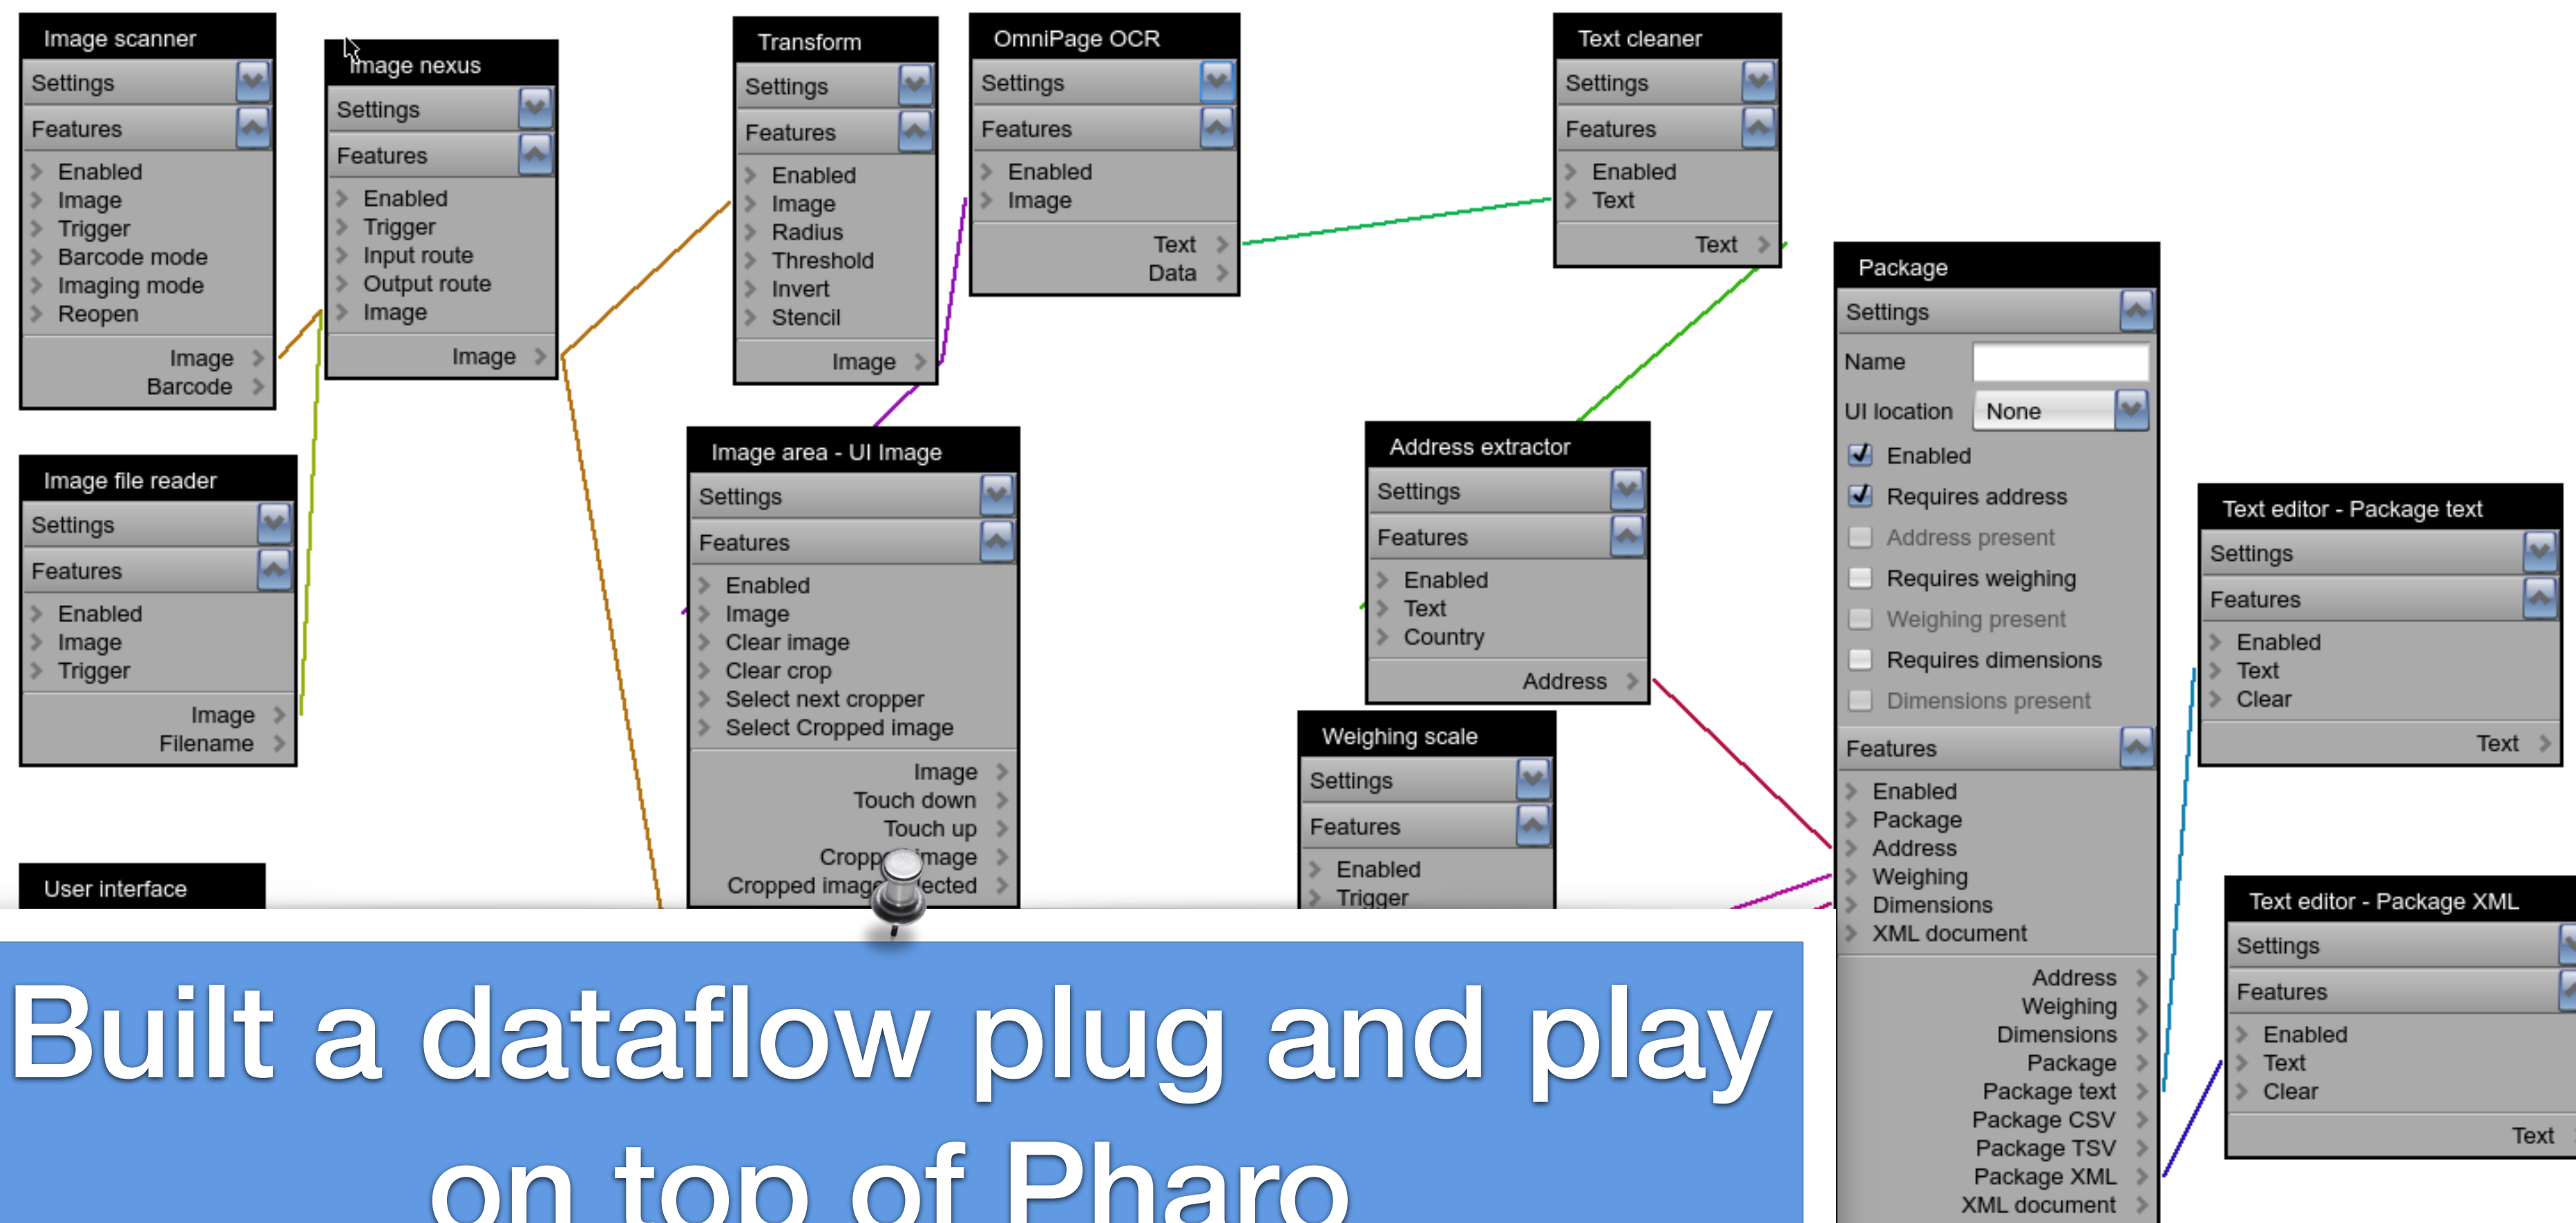 Image scanner
Settings
Features
Enabled
Image
Trigger
Barcode mode
Imaging mode
Reopen
Image
Barcode
Image nexus
Settings
Features
Enabled
Trigger
Input route
Output route
Image
Image
Transform
Settings
Features
Enabled
Image
Radius
Threshold
Invert
Stencil
Image
OmniPage OCR
Settings
Features
Enabled
Image
Text
Data
Text cleaner
Settings
Features
Enabled
Text
Text
Image file reader
Settings
Features
Enabled
Image
Trigger
Image
Filename
Image area - UI Image
Settings
Features
Enabled
Image
Clear image
Clear crop
Select next cropper
Select Cropped image
Image
Touch down
Touch up
image
Cropped
Address extractor
Settings
Features
Enabled
Text
Country
Address
Weighing scale
Settings
Features
Enabled
Trigger
Package
Settings
Name
UI location None
Enabled
Requires address
Address present
Requires weighing
Weighing present
Requires dimensions
Dimensions present
Features
Enabled
Package
Address
Weighing
Dimensions
XML document
Address
Weighing
Dimensions
Package
Package text
Package CSV
Package TSV
Package XML
XML document
Text editor - Package text
Settings
Features
Enabled
Text
Clear
Text
Text editor - Package XML
Settings
Features
Enabled
Text
Clear
Text
User interface
Built a dataflow plug and play
on top of Pharo